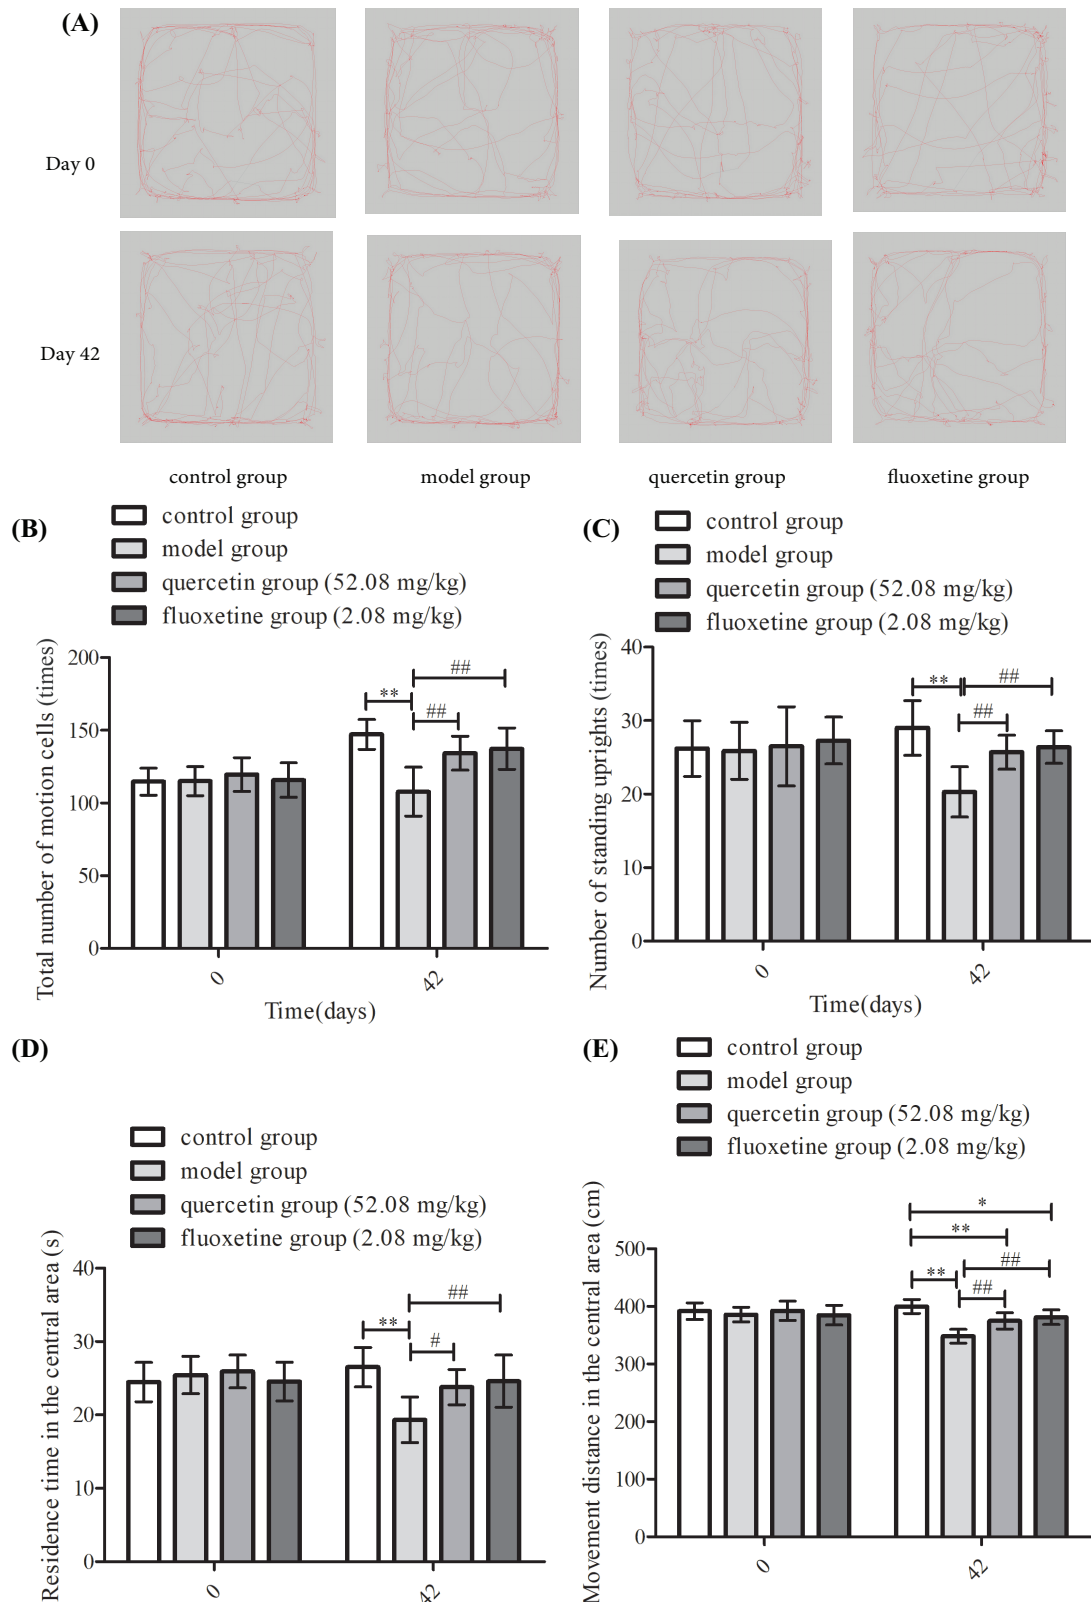 (A)
Day 0
Day 42
control group model group quercetin group fluoxetine group
(B)
control group
model group
quercetin group (52.08 mg/kg)
fluoxetine group (2.08 mg/kg)
Total number of motion cells (times)
200
150
100
50
0
** ## ##
0 42
Time(days)
(C)
control group
model group
quercetin group (52.08 mg/kg)
fluoxetine group (2.08 mg/kg)
Number of standing uprights (times)
40
30
20
10
0
** ## ##
0 42
Time(days)
(D)
control group
model group
quercetin group (52.08 mg/kg)
fluoxetine group (2.08 mg/kg)
Residence time in the central area (s)
40
30
20
10
0
** # ##
0 42
(E)
control group
model group
quercetin group (52.08 mg/kg)
fluoxetine group (2.08 mg/kg)
Movement distance in the central area (cm)
500
400
300
200
100
0
*
**
** ## ##
0 42